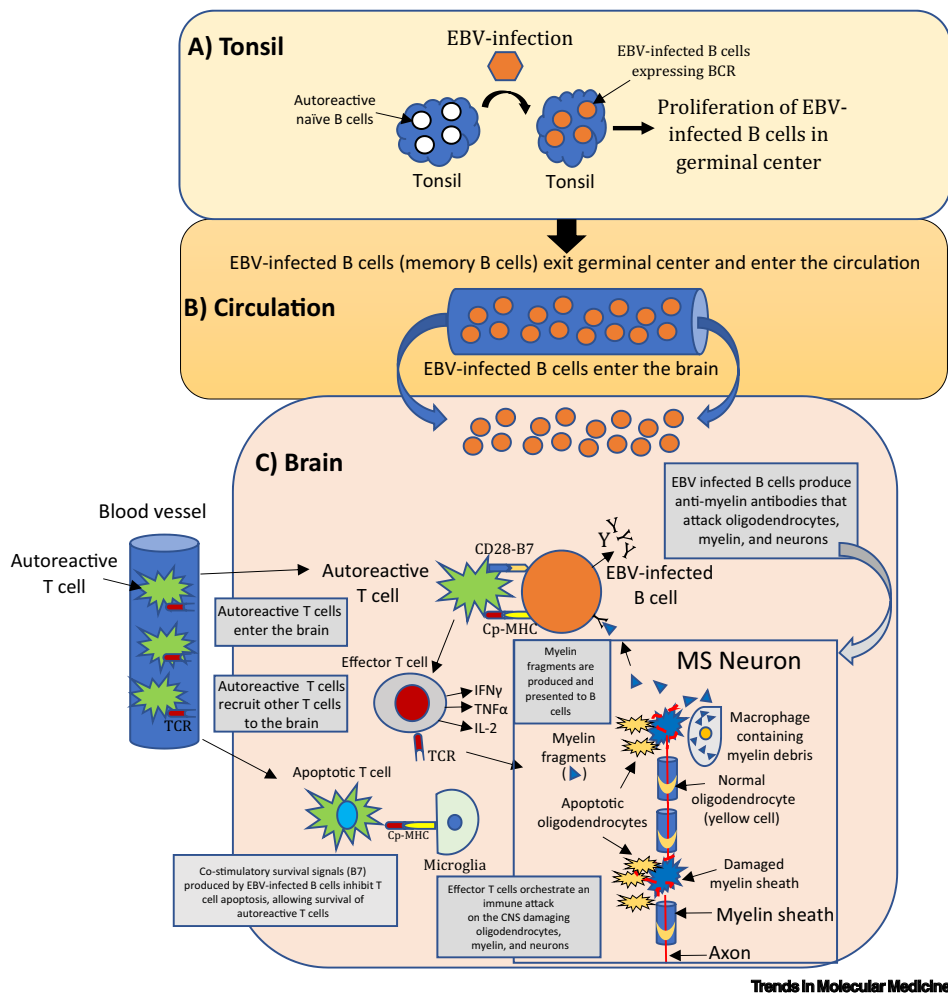 A) Tonsil
EBV-infection
EBV-infected B cells
expressing BCR
Autoreactive
naïve B cells
Proliferation of EBV-
infected B cells in
germinal center
Tonsil
Tonsil
EBV-infected B cells (memory B cells) exit germinal center and enter the circulation
B) Circulation
EBV-infected B cells enter the brain
C) Brain
EBV infected B cells produce
anti-myelin antibodies that
attack oligodendrocytes,
myelin, and neurons
Blood vessel
Autoreactive
T cell
TCR
Autoreactive
T cell
CD28-B7
Cp-MHC
Y
Y
Y
Y
EBV-infected
B cell
Autoreactive T cells
enter the brain
Autoreactive T cells
recruit other T cells
to the brain
Effector T cell
IFNγ
TNFα
IL-2
TCR
Myelin
fragments are
produced and
presented to B
cells
MS Neuron
Myelin
fragments
( )
Macrophage
containing
myelin debris
Normal
oligodendrocyte
(yellow cell)
Apoptotic
oligodendrocytes
Damaged
myelin sheath
Myelin sheath
Axon
Apoptotic T cell
Cp-MHC
Microglia
Co-stimulatory survival signals (B7)
produced by EBV-infected B cells inhibit T
cell apoptosis, allowing survival of
autoreactive T cells
Effector T cells orchestrate an
immune attack
on the CNS damaging
oligodendrocytes,
myelin, and neurons
Trends in Molecular Medicine